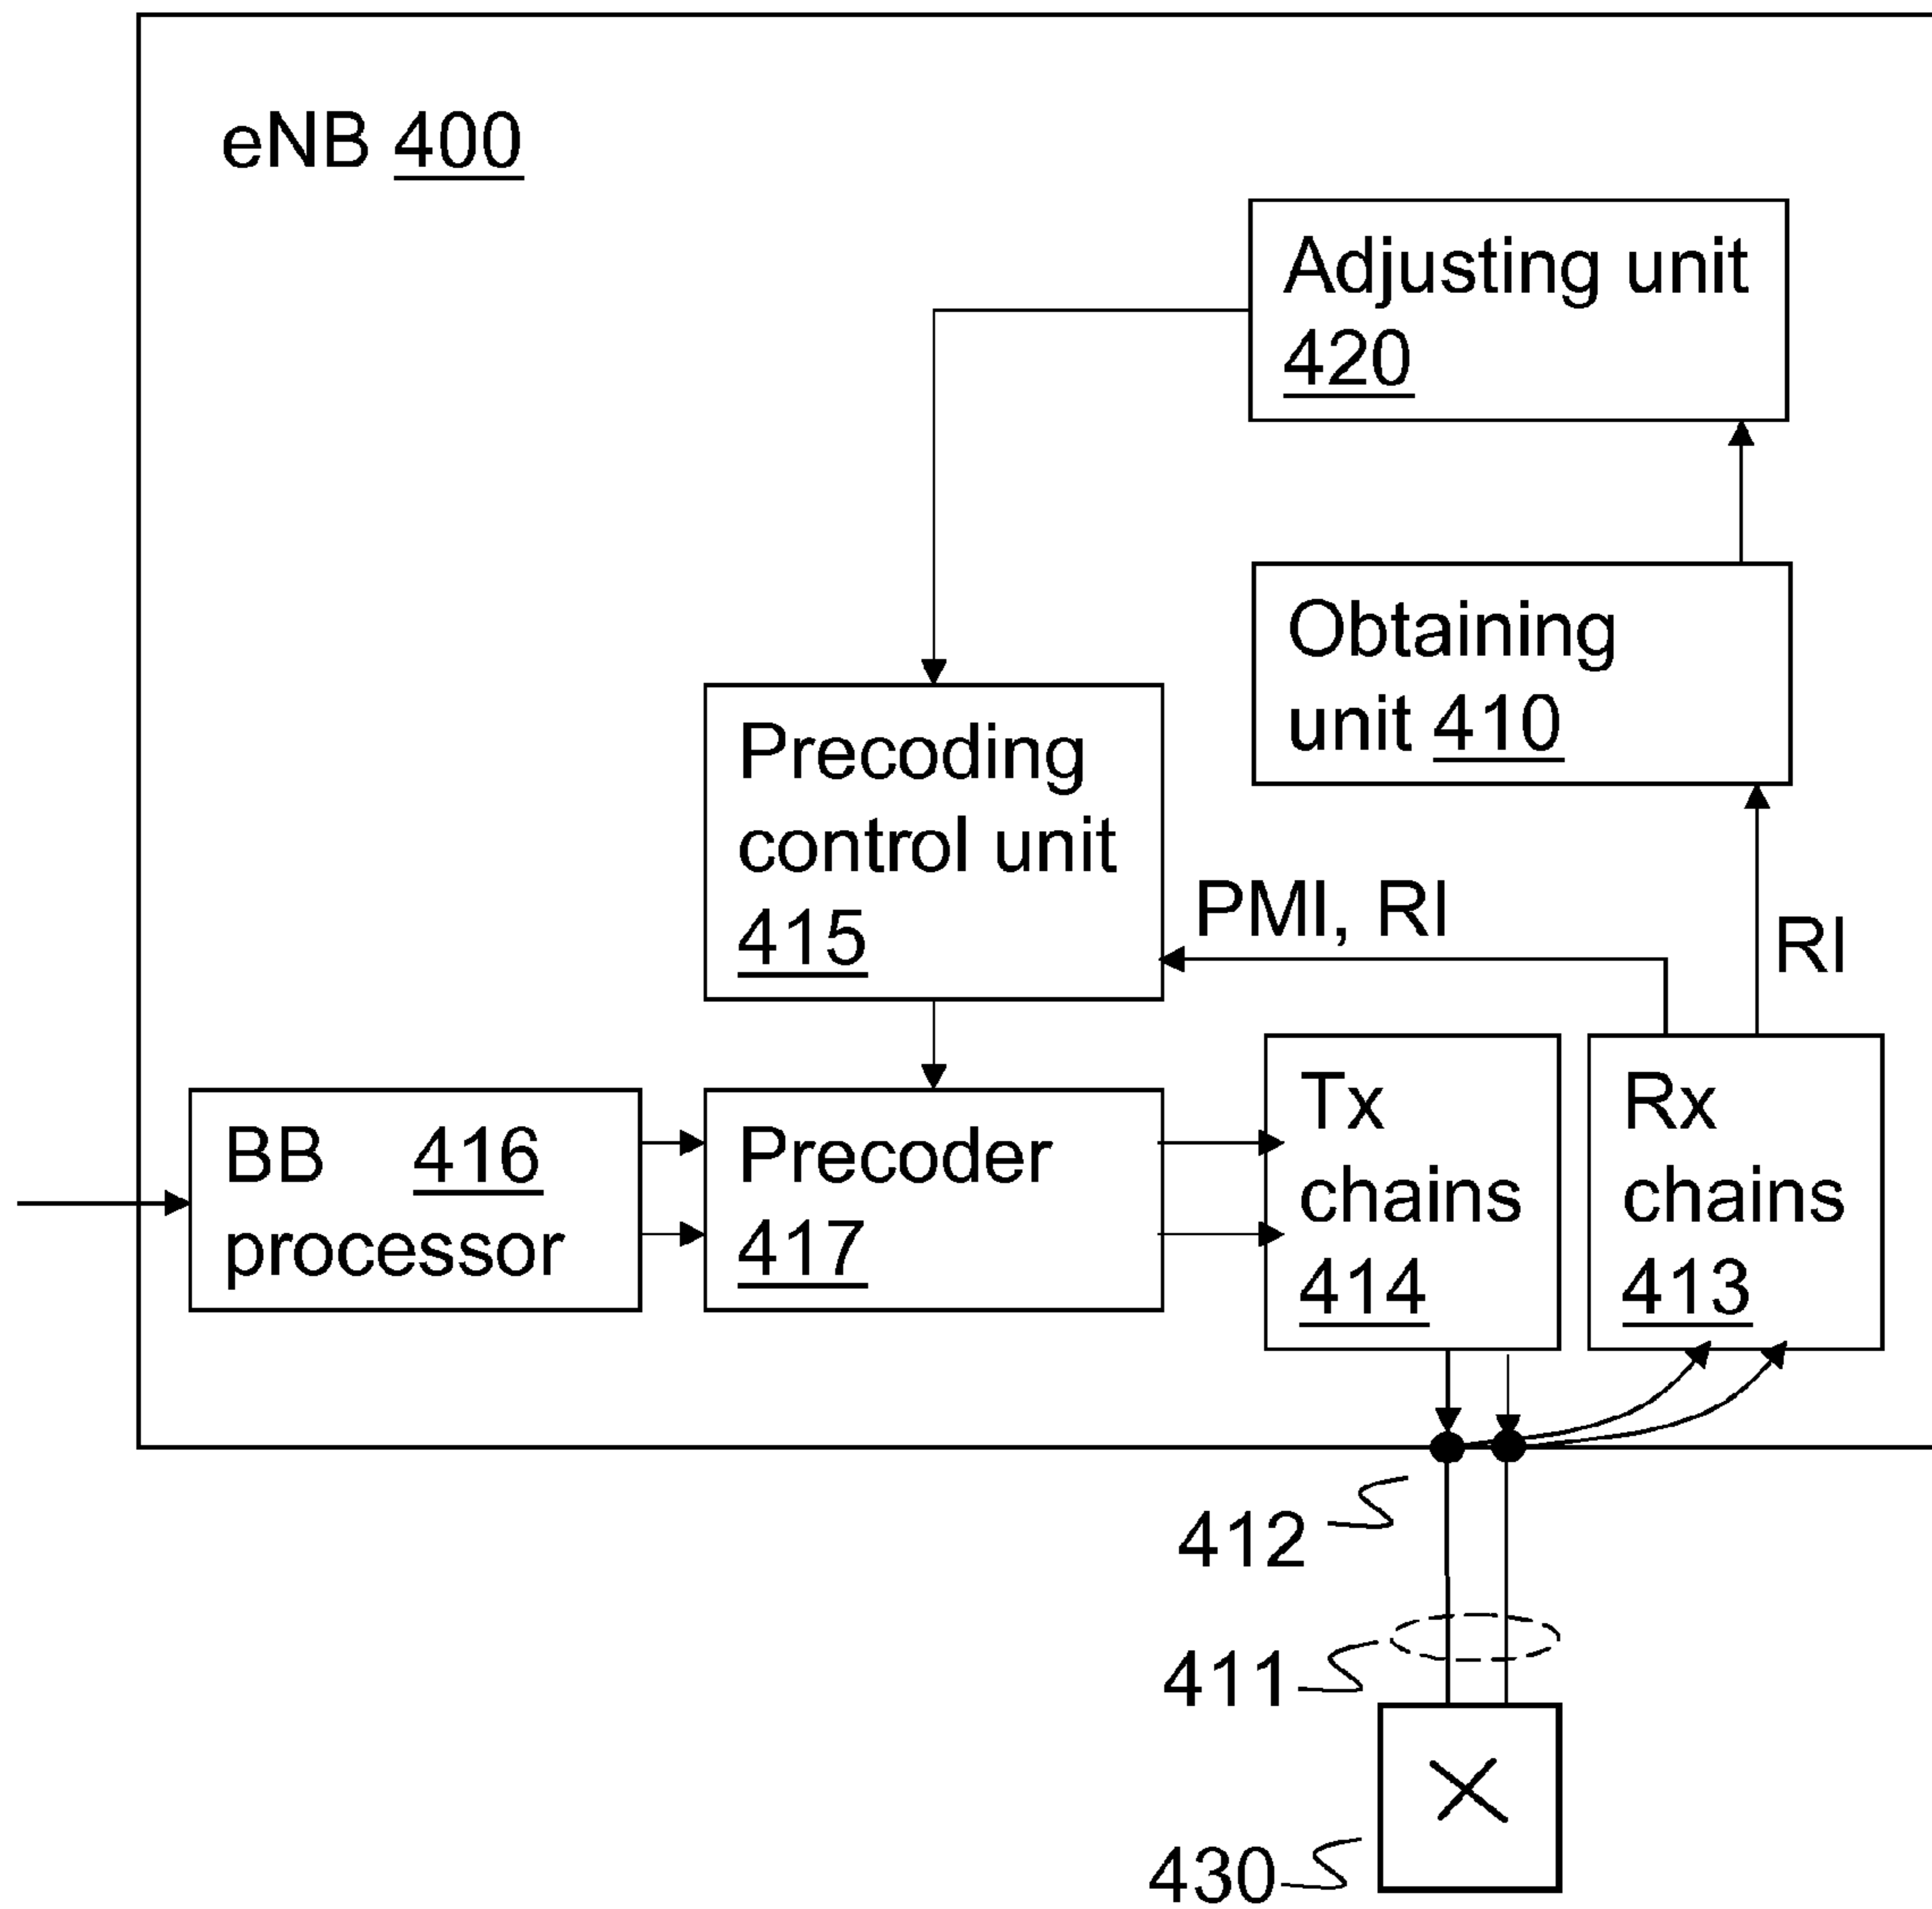 eNB 400
Adjusting unit
420
Obtaining
unit 410
Precoding
control unit
415
PMI, RI
RI
BB 416
processor
Precoder
417
Tx
chains
414
Rx
chains
413
412
411
430